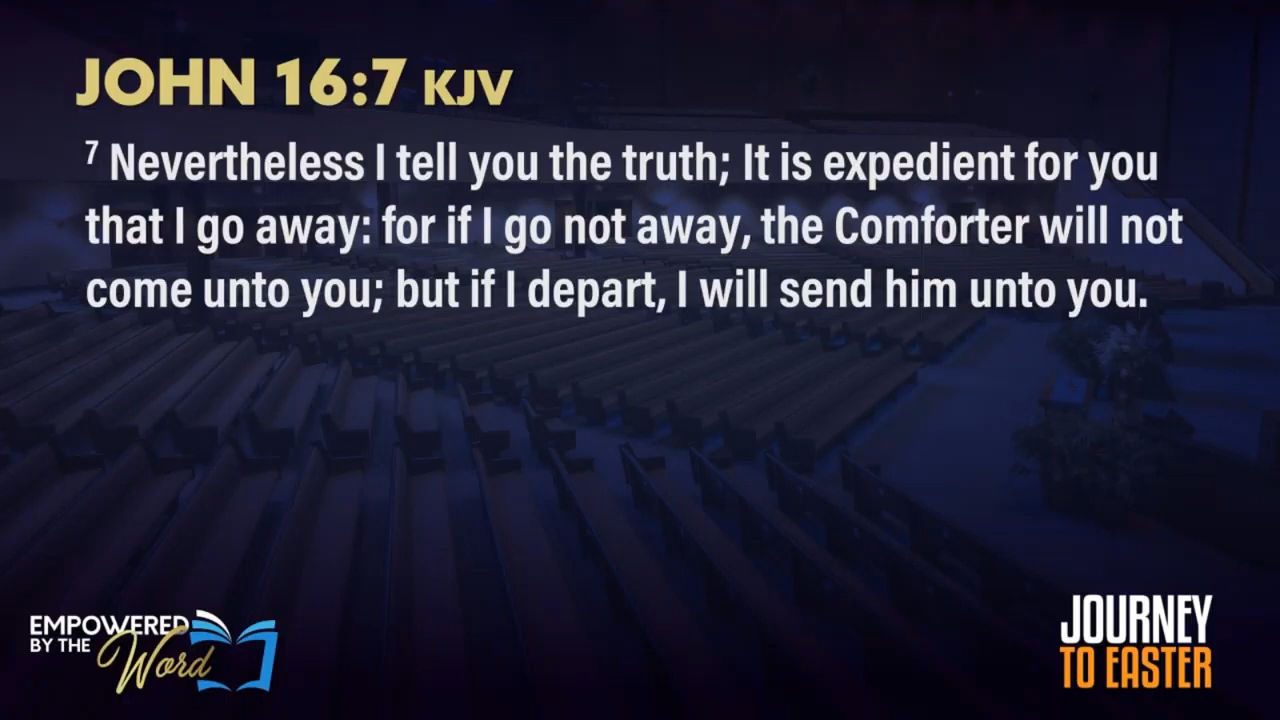 JOHN 16:7 KJV
7 Nevertheless I tell you the truth; It is expedient for you
that I go away: for if I go not away, the Comforter will not
come unto you; but if I depart, I will send him unto you.
EMPOWERED
BY THE
Word
JOURNEY
TO EASTER